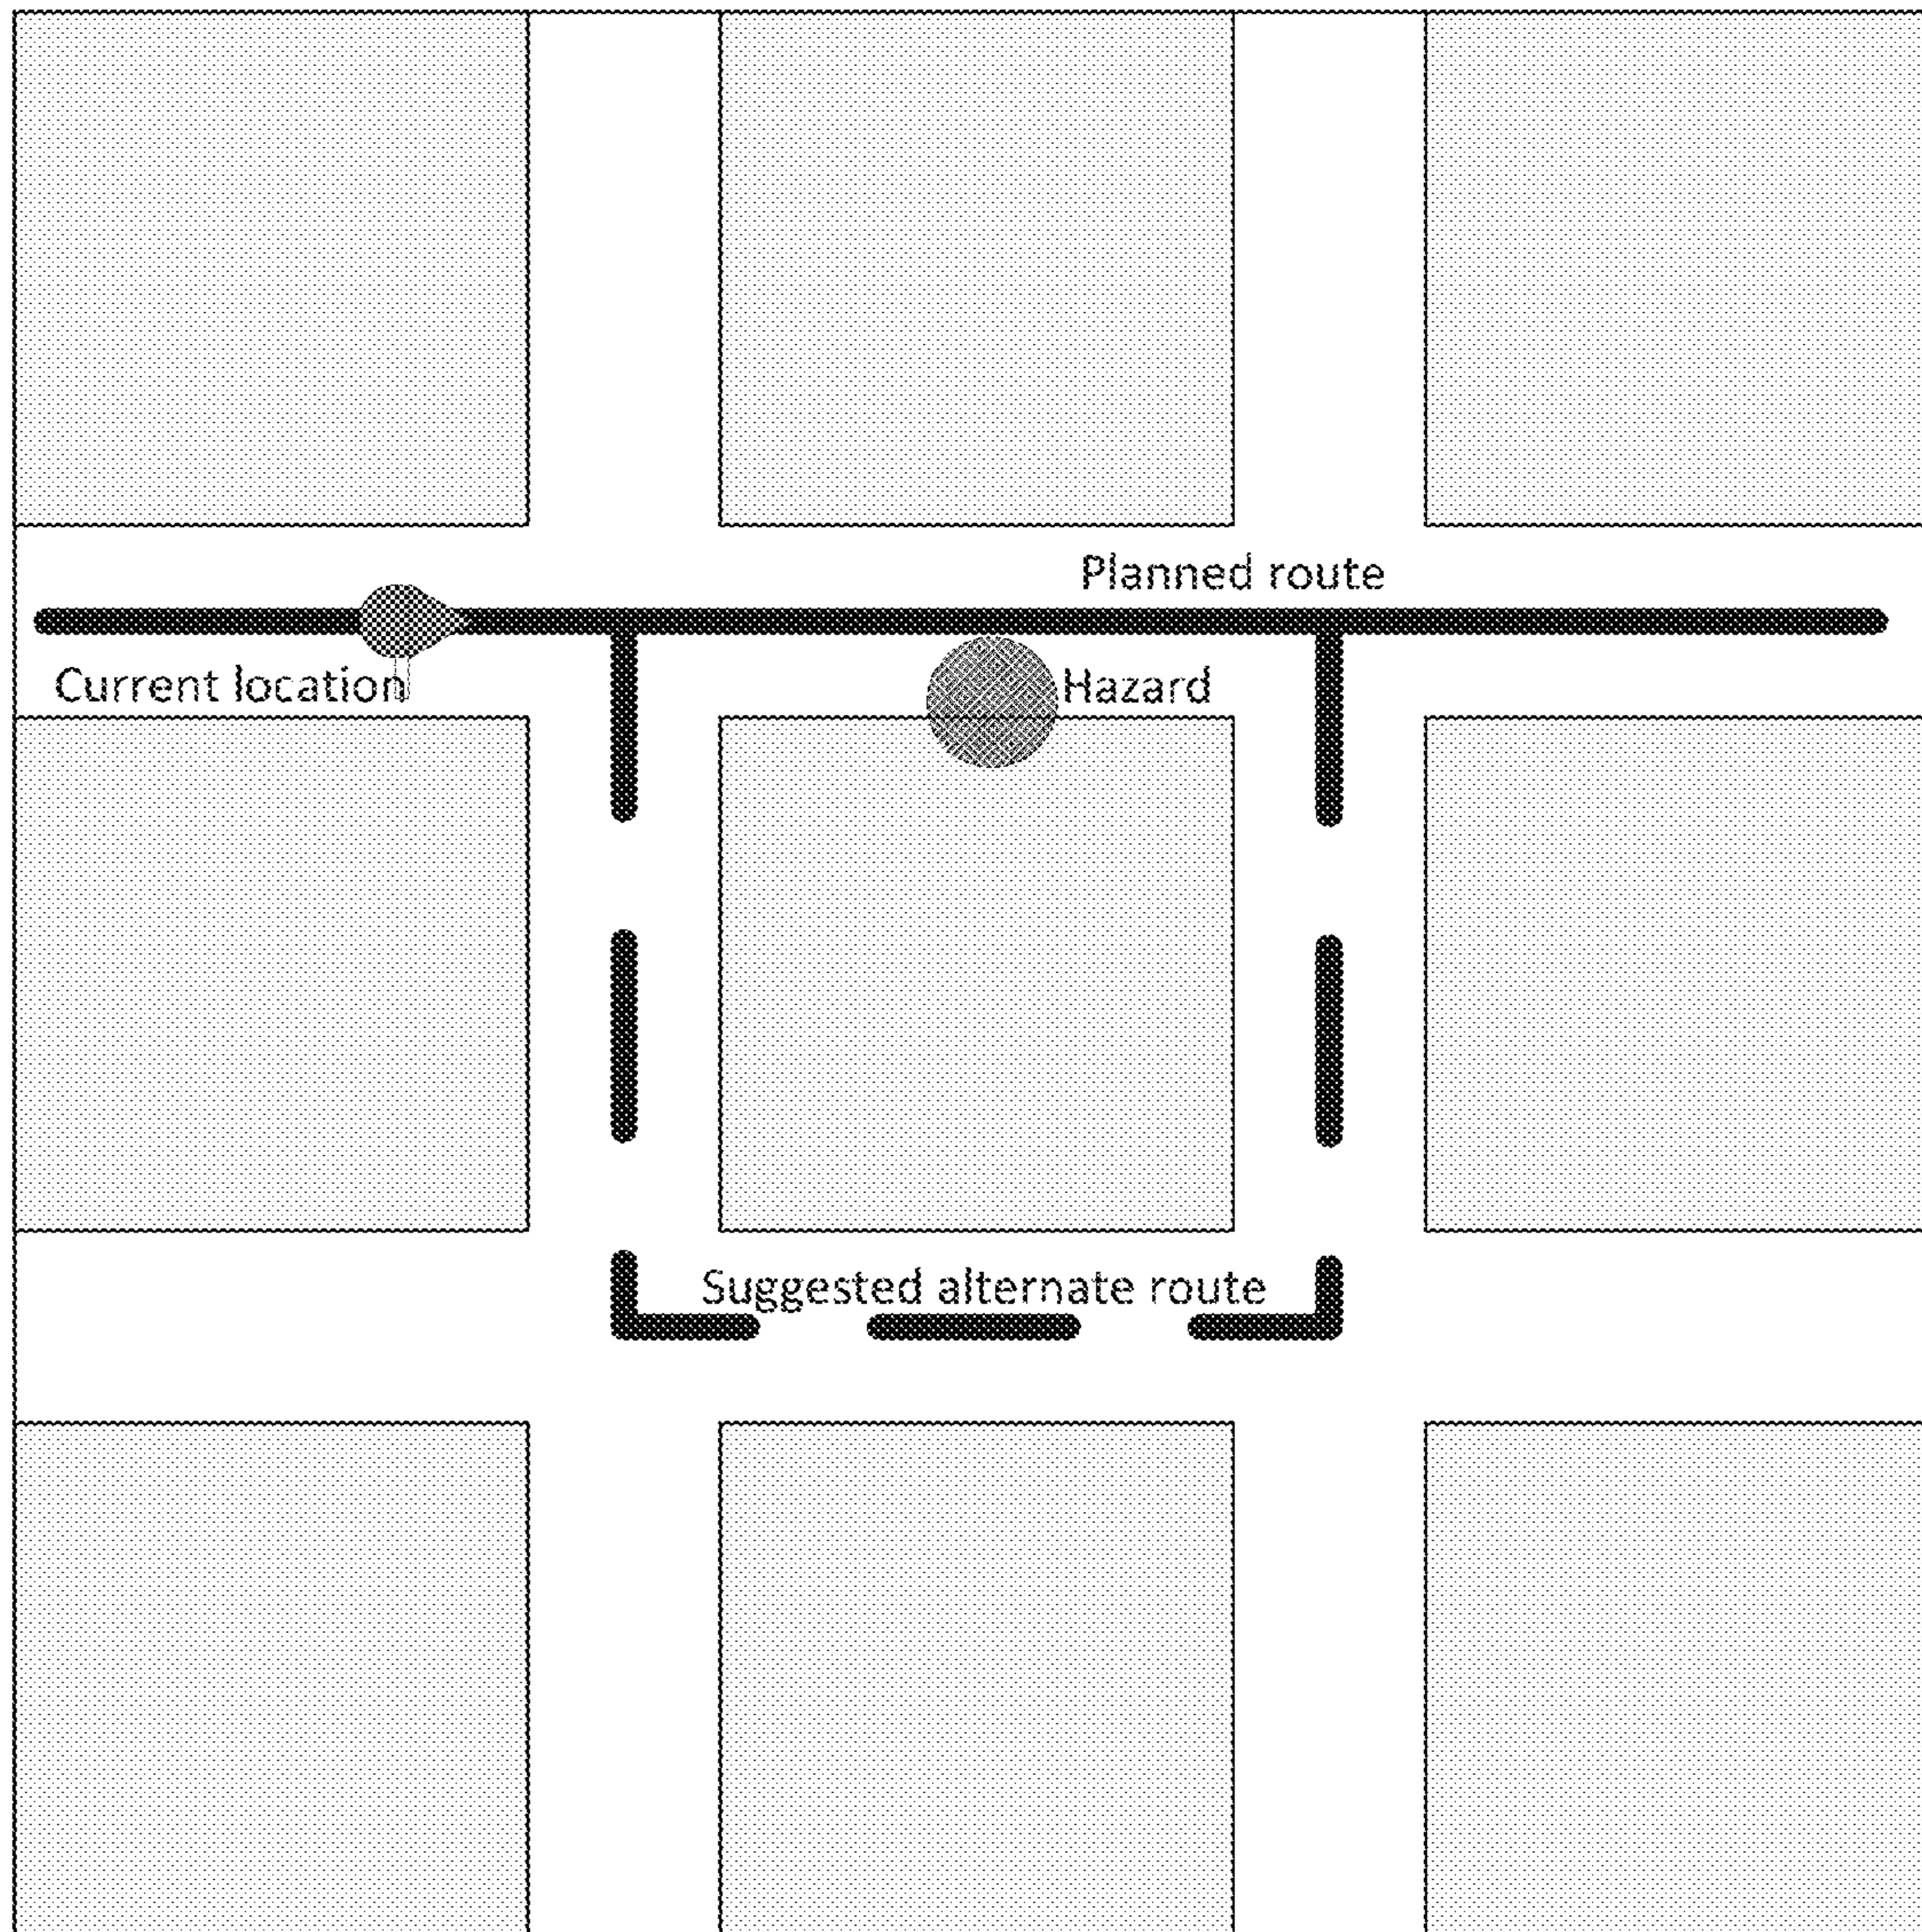 Planned route
Current location
Hazard
Suggested alternate route